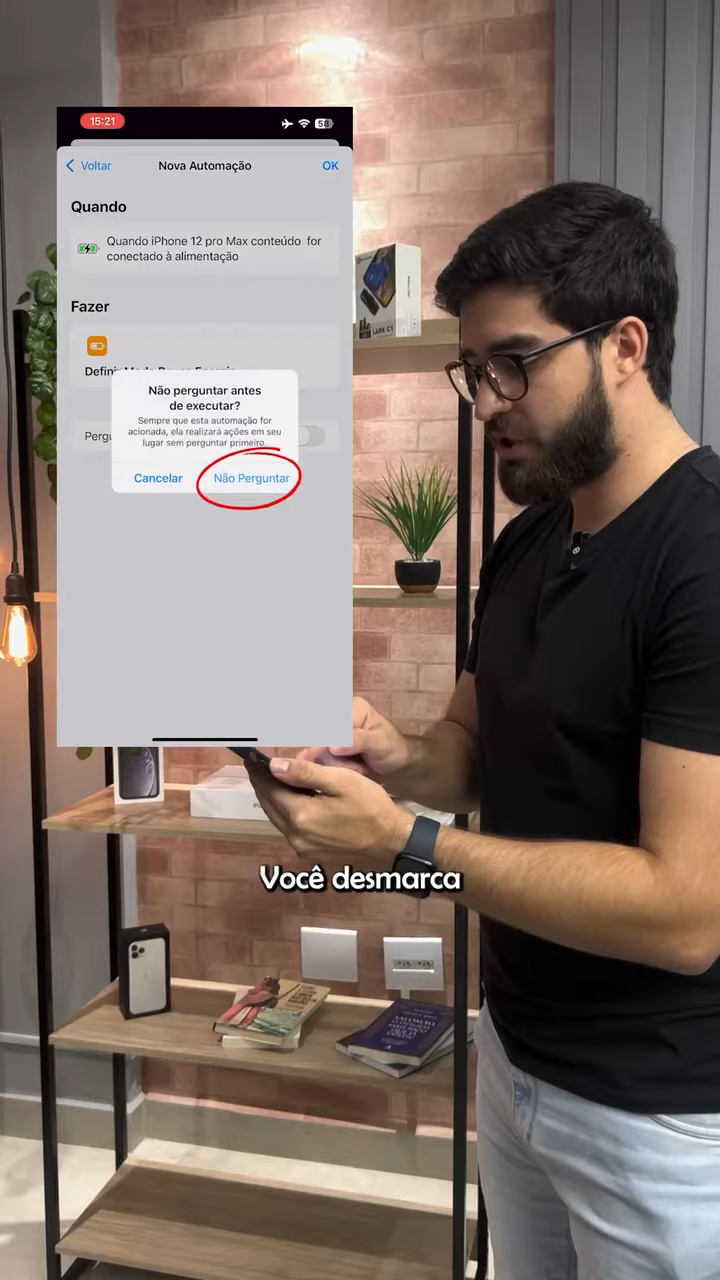 15:21
58
Voltar
Nova Automação
OK
Quando
Quando iPhone 12 pro Max conteúdo for
conectado à alimentação
Fazer
Não perguntar antes
de executar?
Sempre que esta automação for
acionada, ela realizará ações em seu
lugar sem perguntar primeiro.
Cancelar
Não Perguntar
LARK C1
Você desmarca